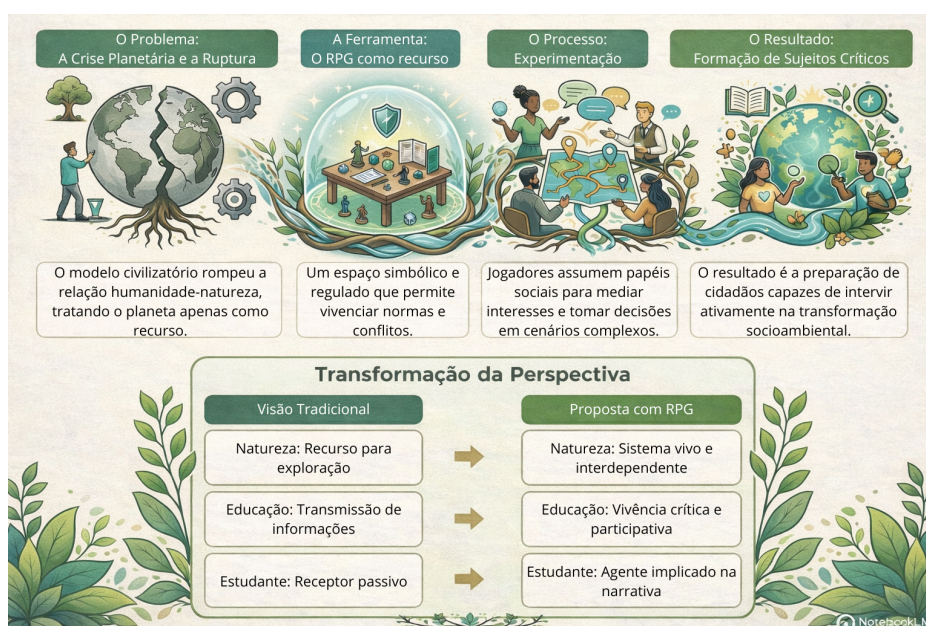 O Problema:
A Crise Planetária e a Ruptura
A Ferramenta:
O RPG como recurso
O Processo:
Experimentação
O Resultado:
Formação de Sujeitos Críticos
O modelo civilizatório rompeu a
relação humanidade-natureza,
tratando o planeta apenas como
recurso.
Um espaço simbólico e
regulado que permite
vivenciar normas e
conflitos.
Jogadores assumem papéis
sociais para mediar
interesses e tomar decisões
em cenários complexos.
O resultado é a preparação de
cidadãos capazes de intervir
ativamente na transformação
socioambiental.
Transformação da Perspectiva
Visão Tradicional
Proposta com RPG
Natureza: Recurso para
exploração
Natureza: Sistema vivo e
interdependente
Educação: Transmissão de
informações
Educação: Vivência crítica e
participativa
Estudante: Receptor passivo
Estudante: Agente implicado na
narrativa
NotebookLM